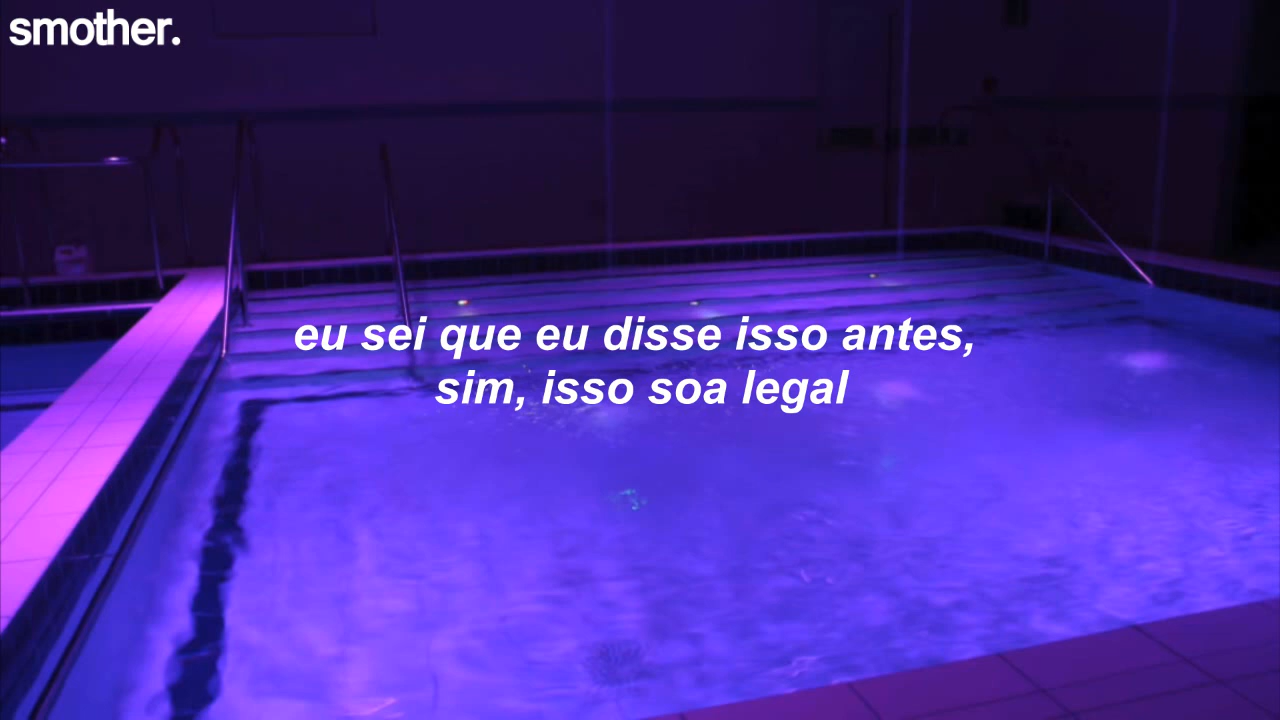 smother.
eu sei que eu disse isso antes,
sim, isso soa legal